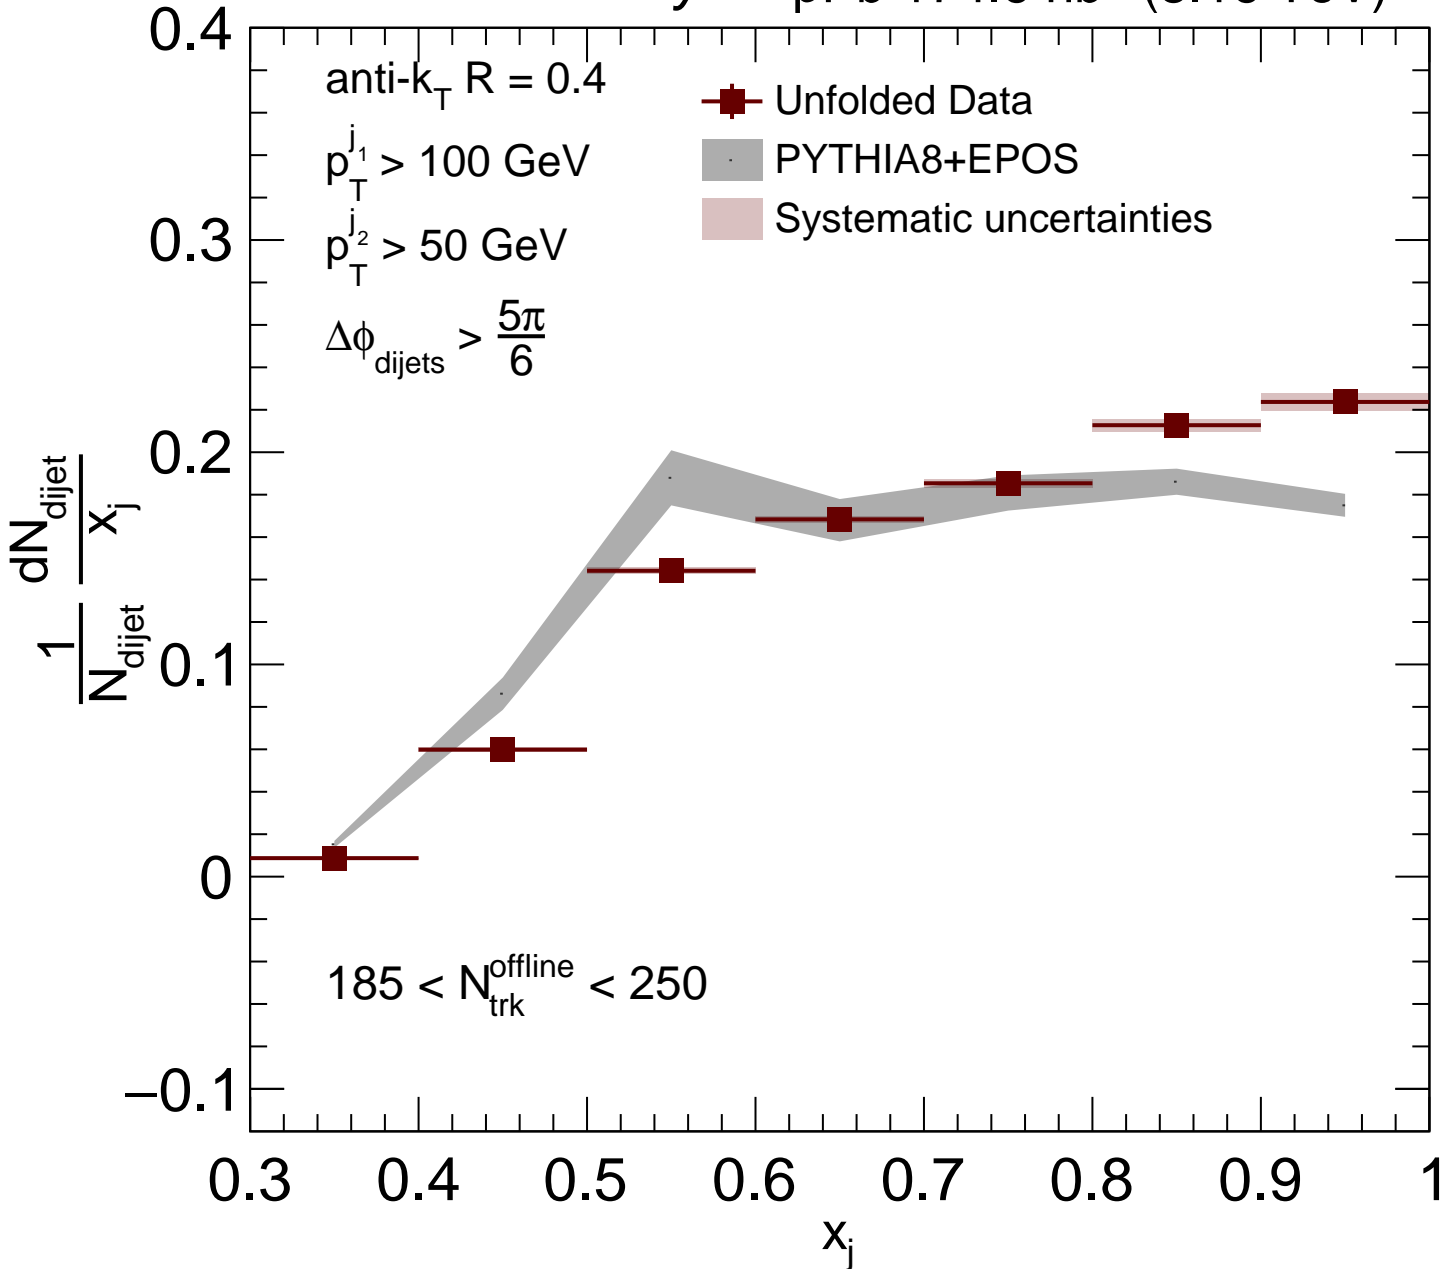 anti-k_T R = 0.4
p_T^{j_1} > 100 GeV
p_T^{j_2} > 50 GeV
Δϕ_dijets > 5π/6
Unfolded Data
PYTHIA8+EPOS
Systematic uncertainties
185 < N_trk^offline < 250
1/N_dijet dN_dijet/x_j
0.4
0.3
0.2
0.1
0
−0.1
0.3 0.4 0.5 0.6 0.7 0.8 0.9 1
x_j